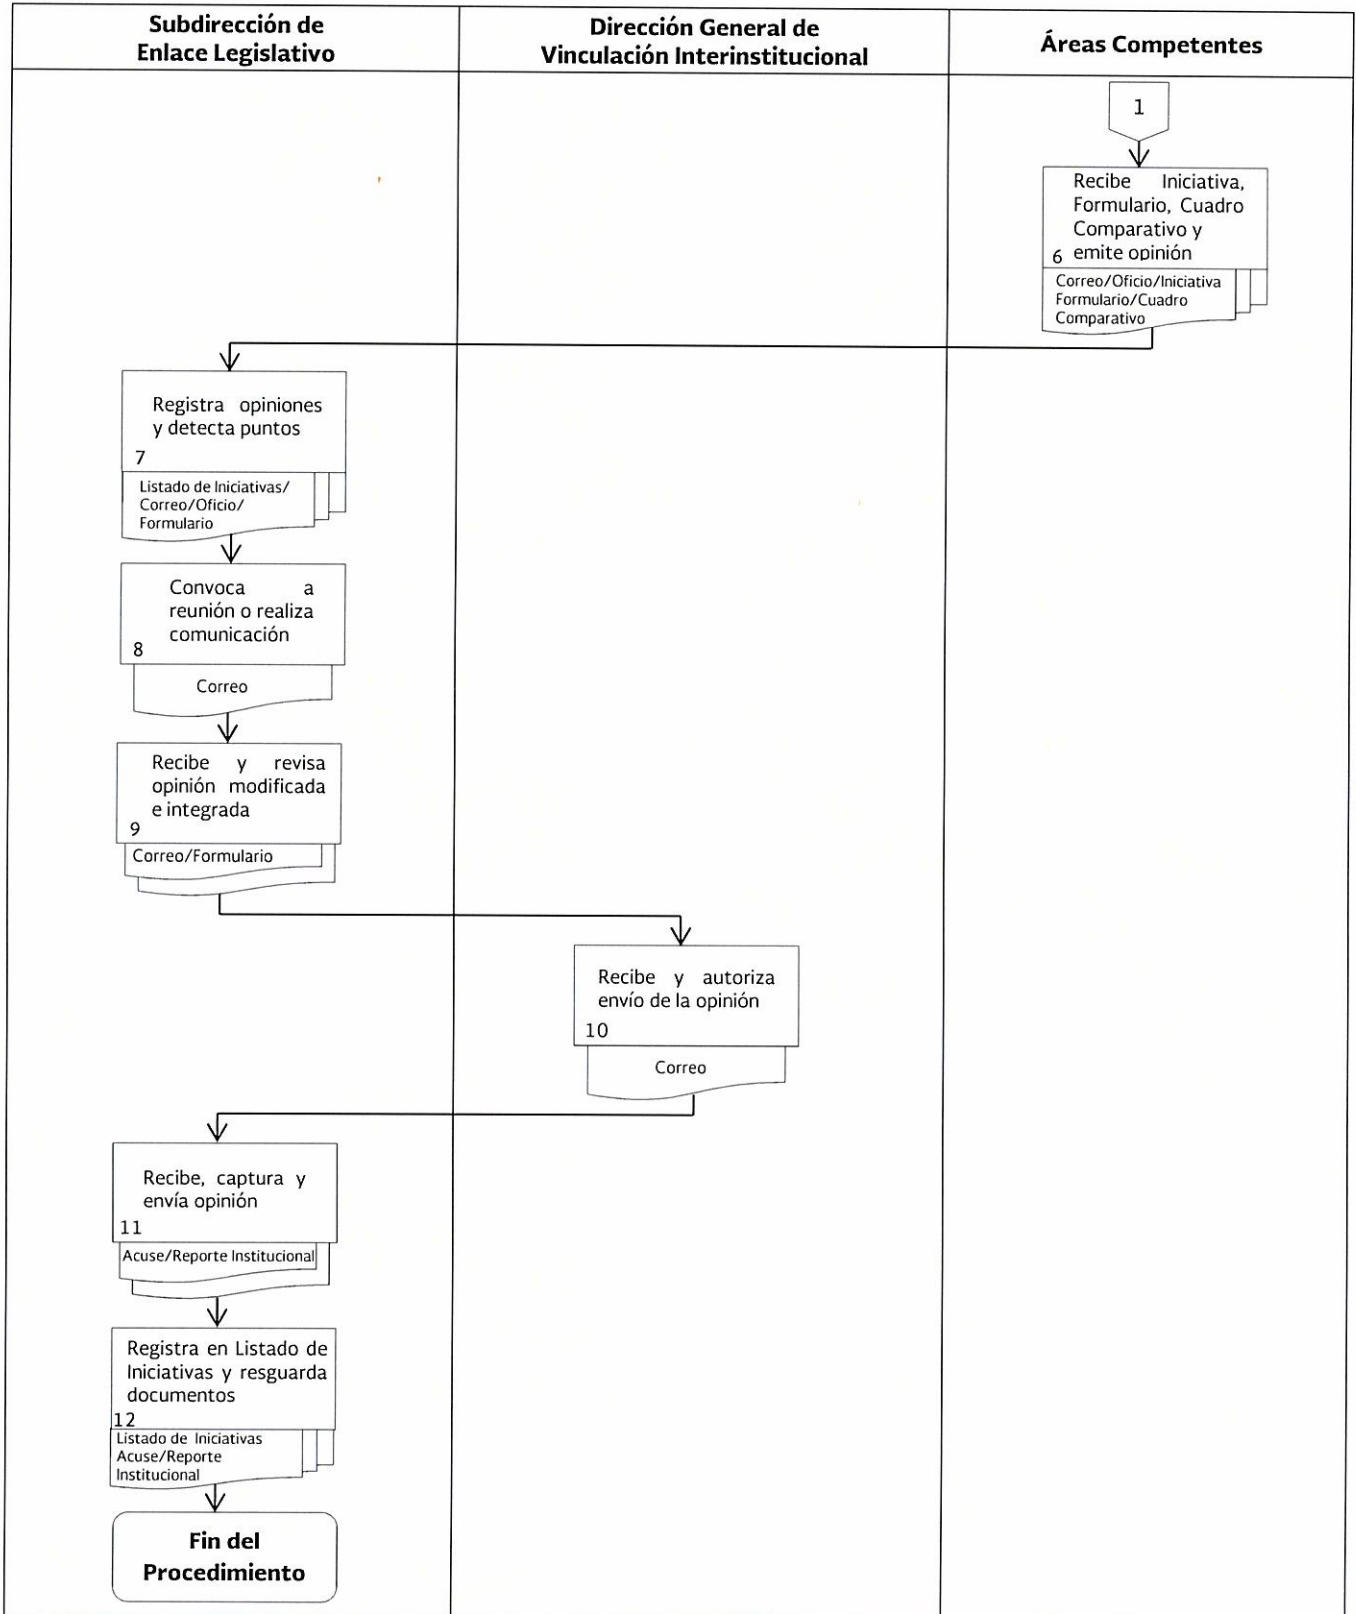 Subdirección de
Enlace Legislativo
Dirección General de
Vinculación Interinstitucional
Áreas Competentes
1
Recibe Iniciativa,
Formulario, Cuadro
Comparativo y
6 emite opinión
Correo/Oficio/Iniciativa
Formulario/Cuadro
Comparativo
Registra opiniones
y detecta puntos
7
Listado de Iniciativas/
Correo/Oficio/
Formulario
Convoca a
reunión o realiza
comunicación
8
Correo
Recibe y revisa
opinión modificada
e integrada
9
Correo/Formulario
Recibe y autoriza
envío de la opinión
10
Correo
Recibe, captura y
envía opinión
11
Acuse/Reporte Institucional
Registra en Listado de
Iniciativas y resguarda
documentos
12
Listado de Iniciativas
Acuse/Reporte
Institucional
Fin del
Procedimiento